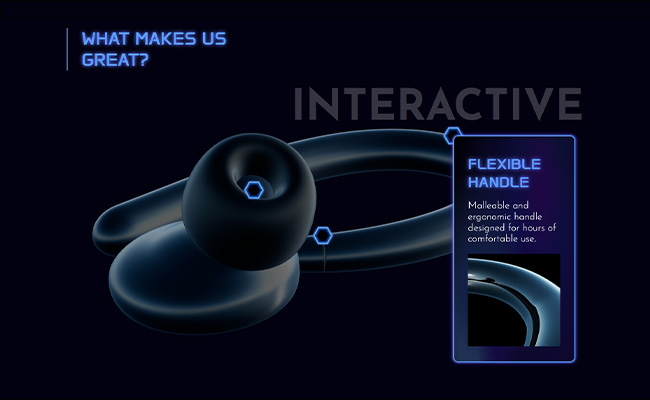 WHAT MAKES US
GREAT?
INTERACTIVE
FLEXIBLE
HANDLE
Malleable and
ergonomic handle
designed for hours of
comfortable use.